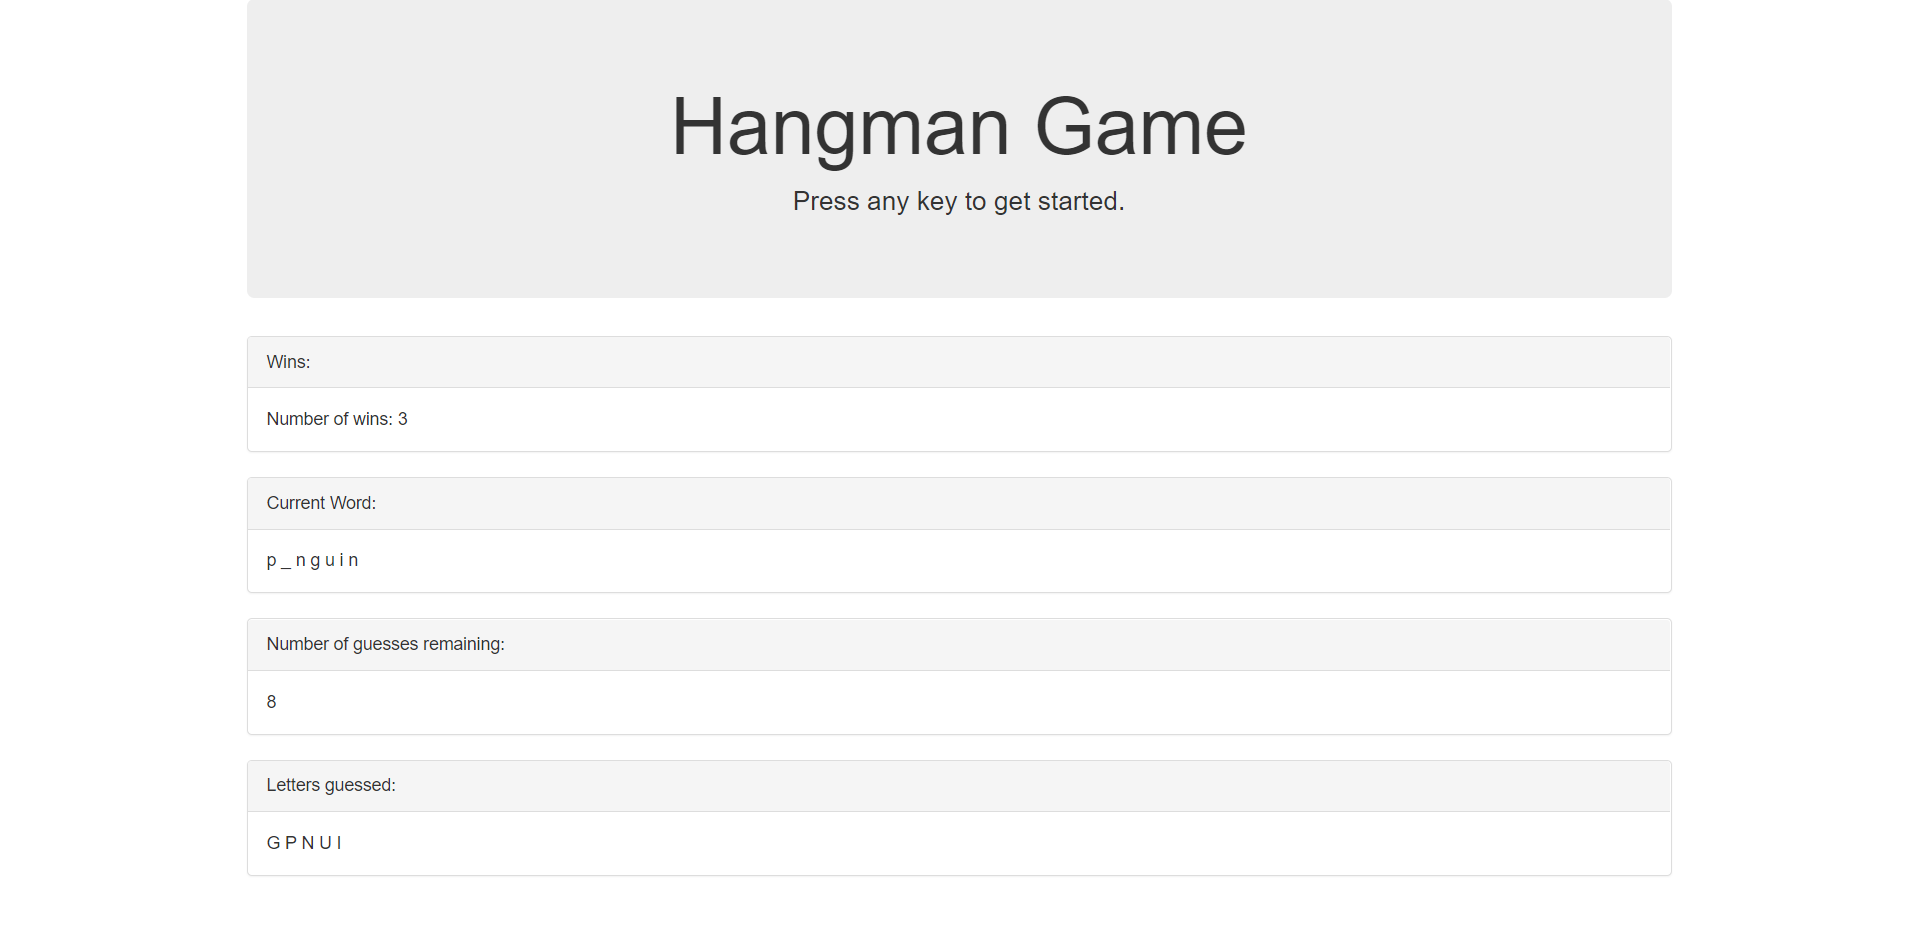 Hangman Game
Press any key to get started.
Wins:
Number of wins: 3
Current Word:
p _ n g u i n
Number of guesses remaining:
8
Letters guessed:
G P N U I